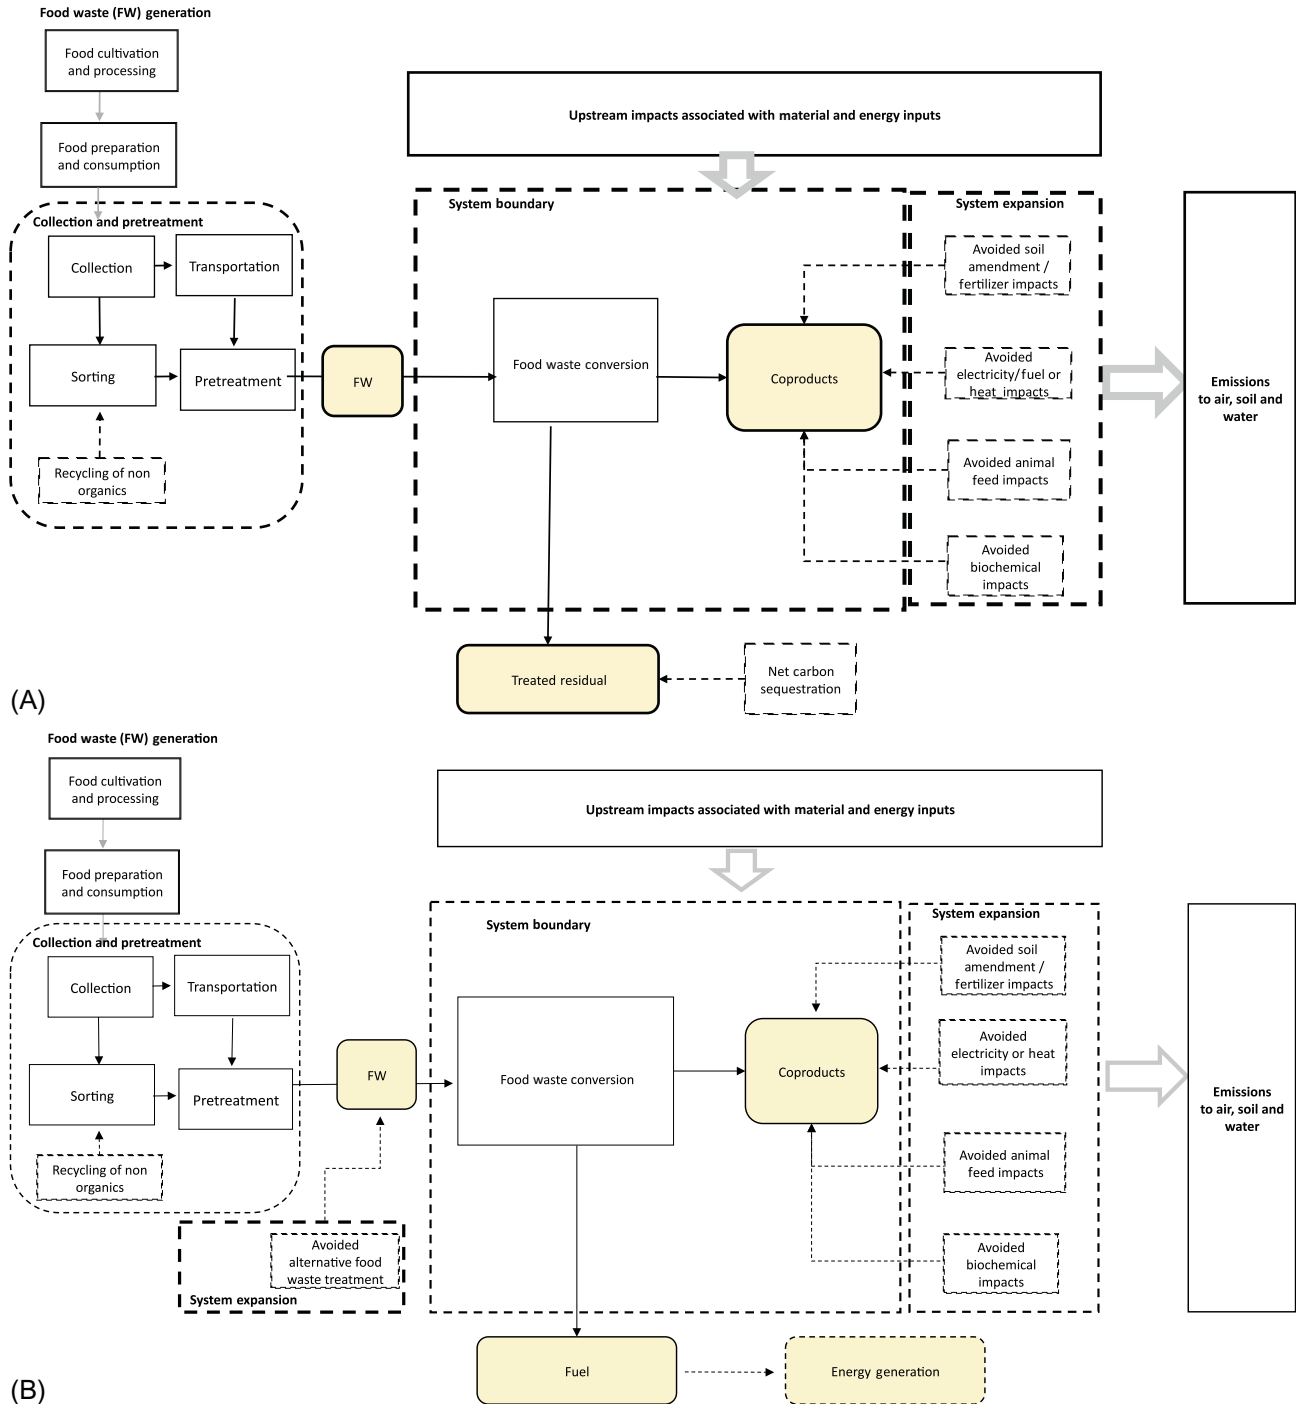 Food waste (FW) generation
Food cultivation
and processing
Food preparation
and consumption
Upstream impacts associated with material and energy inputs
Collection and pretreatment
Collection
Transportation
Sorting
Pretreatment
Recycling of non
organics
FW
System boundary
Food waste conversion
Coproducts
System expansion
Avoided soil
amendment /
fertilizer impacts
Avoided
electricity/fuel or
heat impacts
Avoided animal
feed impacts
Avoided
biochemical
impacts
Emissions
to air, soil and
water
Treated residual
Net carbon
sequestration
(A)
Food waste (FW) generation
Food cultivation
and processing
Food preparation
and consumption
Upstream impacts associated with material and energy inputs
Collection and pretreatment
Collection
Transportation
Sorting
Pretreatment
Recycling of non
organics
FW
Avoided
alternative food
waste treatment
System expansion
System boundary
Food waste conversion
Coproducts
System expansion
Avoided soil
amendment /
fertilizer impacts
Avoided
electricity or heat
impacts
Avoided animal
feed impacts
Avoided
biochemical
impacts
Emissions
to air, soil and
water
Fuel
Energy generation
(B)